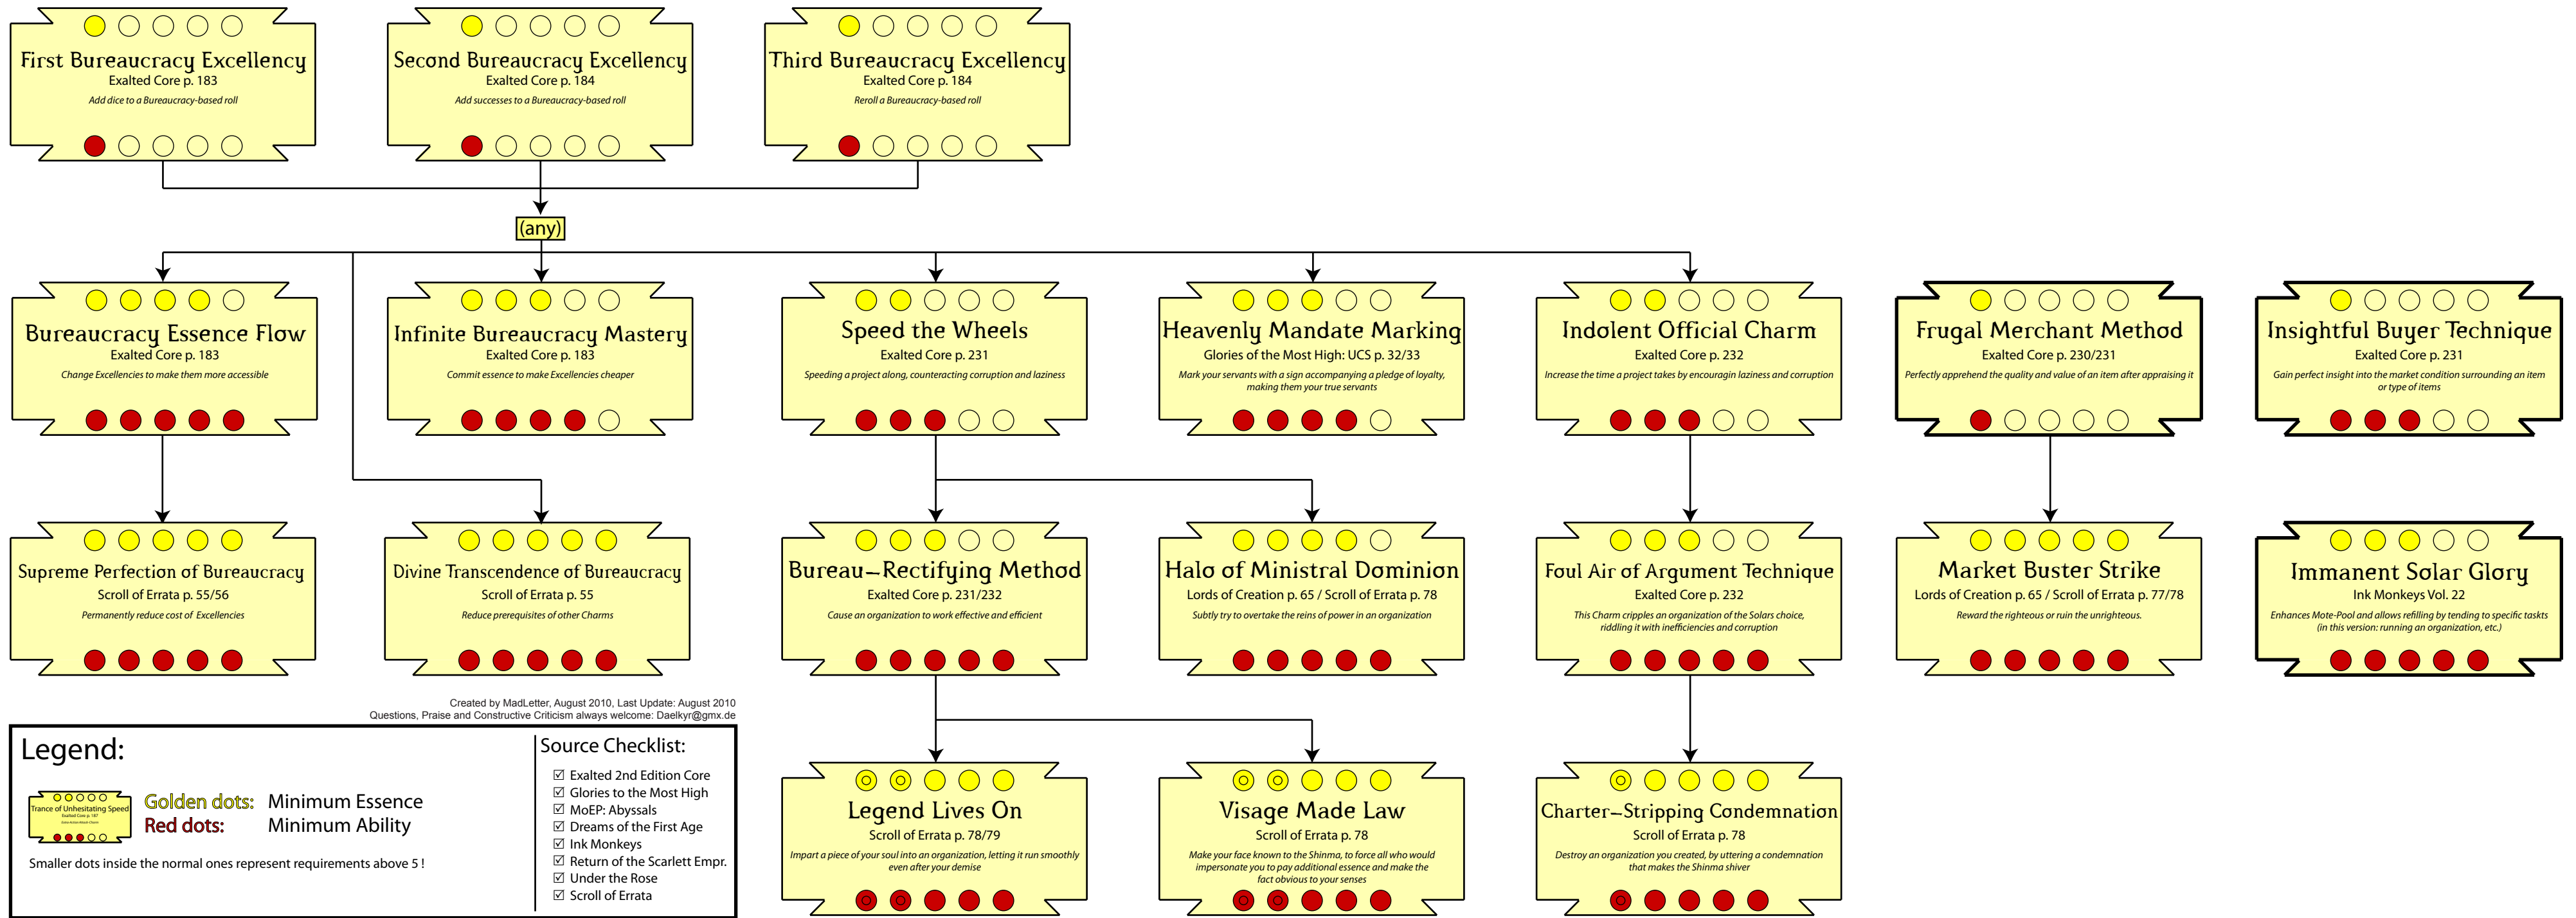 First Bureaucracy Excellency
Exalted Core p. 183
Add dice to a Bureaucracy-based roll
Second Bureaucracy Excellency
Exalted Core p. 184
Add successes to a Bureaucracy-based roll
Third Bureaucracy Excellency
Exalted Core p. 184
Reroll a Bureaucracy-based roll
(any)
Bureaucracy Essence Flow
Exalted Core p. 183
Change Excellencies to make them more accessible
Infinite Bureaucracy Mastery
Exalted Core p. 183
Commit essence to make Excellencies cheaper
Speed the Wheels
Exalted Core p. 231
Speeding a project along, counteracting corruption and laziness
Heavenly Mandate Marking
Glories of the Most High: UCS p. 32/33
Mark your servants with a sign accompanying a pledge of loyalty,
making them your true servants
Indolent Official Charm
Exalted Core p. 232
Increase the time a project takes by encouragin laziness and corruption
Frugal Merchant Method
Exalted Core p. 230/231
Perfectly apprehend the quality and value of an item after appraising it
Insightful Buyer Technique
Exalted Core p. 231
Gain perfect insight into the market condition surrounding an item
or type of items
Supreme Perfection of Bureaucracy
Scroll of Errata p. 55/56
Permanently reduce cost of Excellencies
Divine Transcendence of Bureaucracy
Scroll of Errata p. 55
Reduce prerequisites of other Charms
Bureau-Rectifying Method
Exalted Core p. 231/232
Cause an organization to work effective and efficient
Halo of Ministral Dominion
Lords of Creation p. 65 / Scroll of Errata p. 78
Subtly try to overtake the reins of power in an organization
Foul Air of Argument Technique
Exalted Core p. 232
This Charm cripples an organization of the Solars choice,
riddling it with inefficiencies and corruption
Market Buster Strike
Lords of Creation p. 65 / Scroll of Errata p. 77/78
Reward the righteous or ruin the unrighteous.
Immanent Solar Glory
Ink Monkeys Vol. 22
Enhances Mote-Pool and allows refilling by tending to specific tasks
(in this version: running an organization, etc.)
Created by MadLetter, August 2010, Last Update: August 2010
Questions, Praise and Constructive Criticism always welcome: Daelkyr@gmx.de
Legend:
Trance of Unhesitating Speed
Exalted Core p. 187
Golden dots: Minimum Essence
Red dots: Minimum Ability
Smaller dots inside the normal ones represent requirements above 5 !
Source Checklist:
☑ Exalted 2nd Edition Core
☑ Glories to the Most High
☑ MoEP: Abyssals
☑ Dreams of the First Age
☑ Ink Monkeys
☑ Return of the Scarlett Empr.
☑ Under the Rose
☑ Scroll of Errata
Legend Lives On
Scroll of Errata p. 78/79
Impart a piece of your soul into an organization, letting it run smoothly
even after your demise
Visage Made Law
Scroll of Errata p. 78
Make your face known to the Shinma, to force all who would
impersonate you to pay additional essence and make the
fact obvious to your senses
Charter-Stripping Condemnation
Scroll of Errata p. 78
Destroy an organization you created, by uttering a condemnation
that makes the Shinma shiver